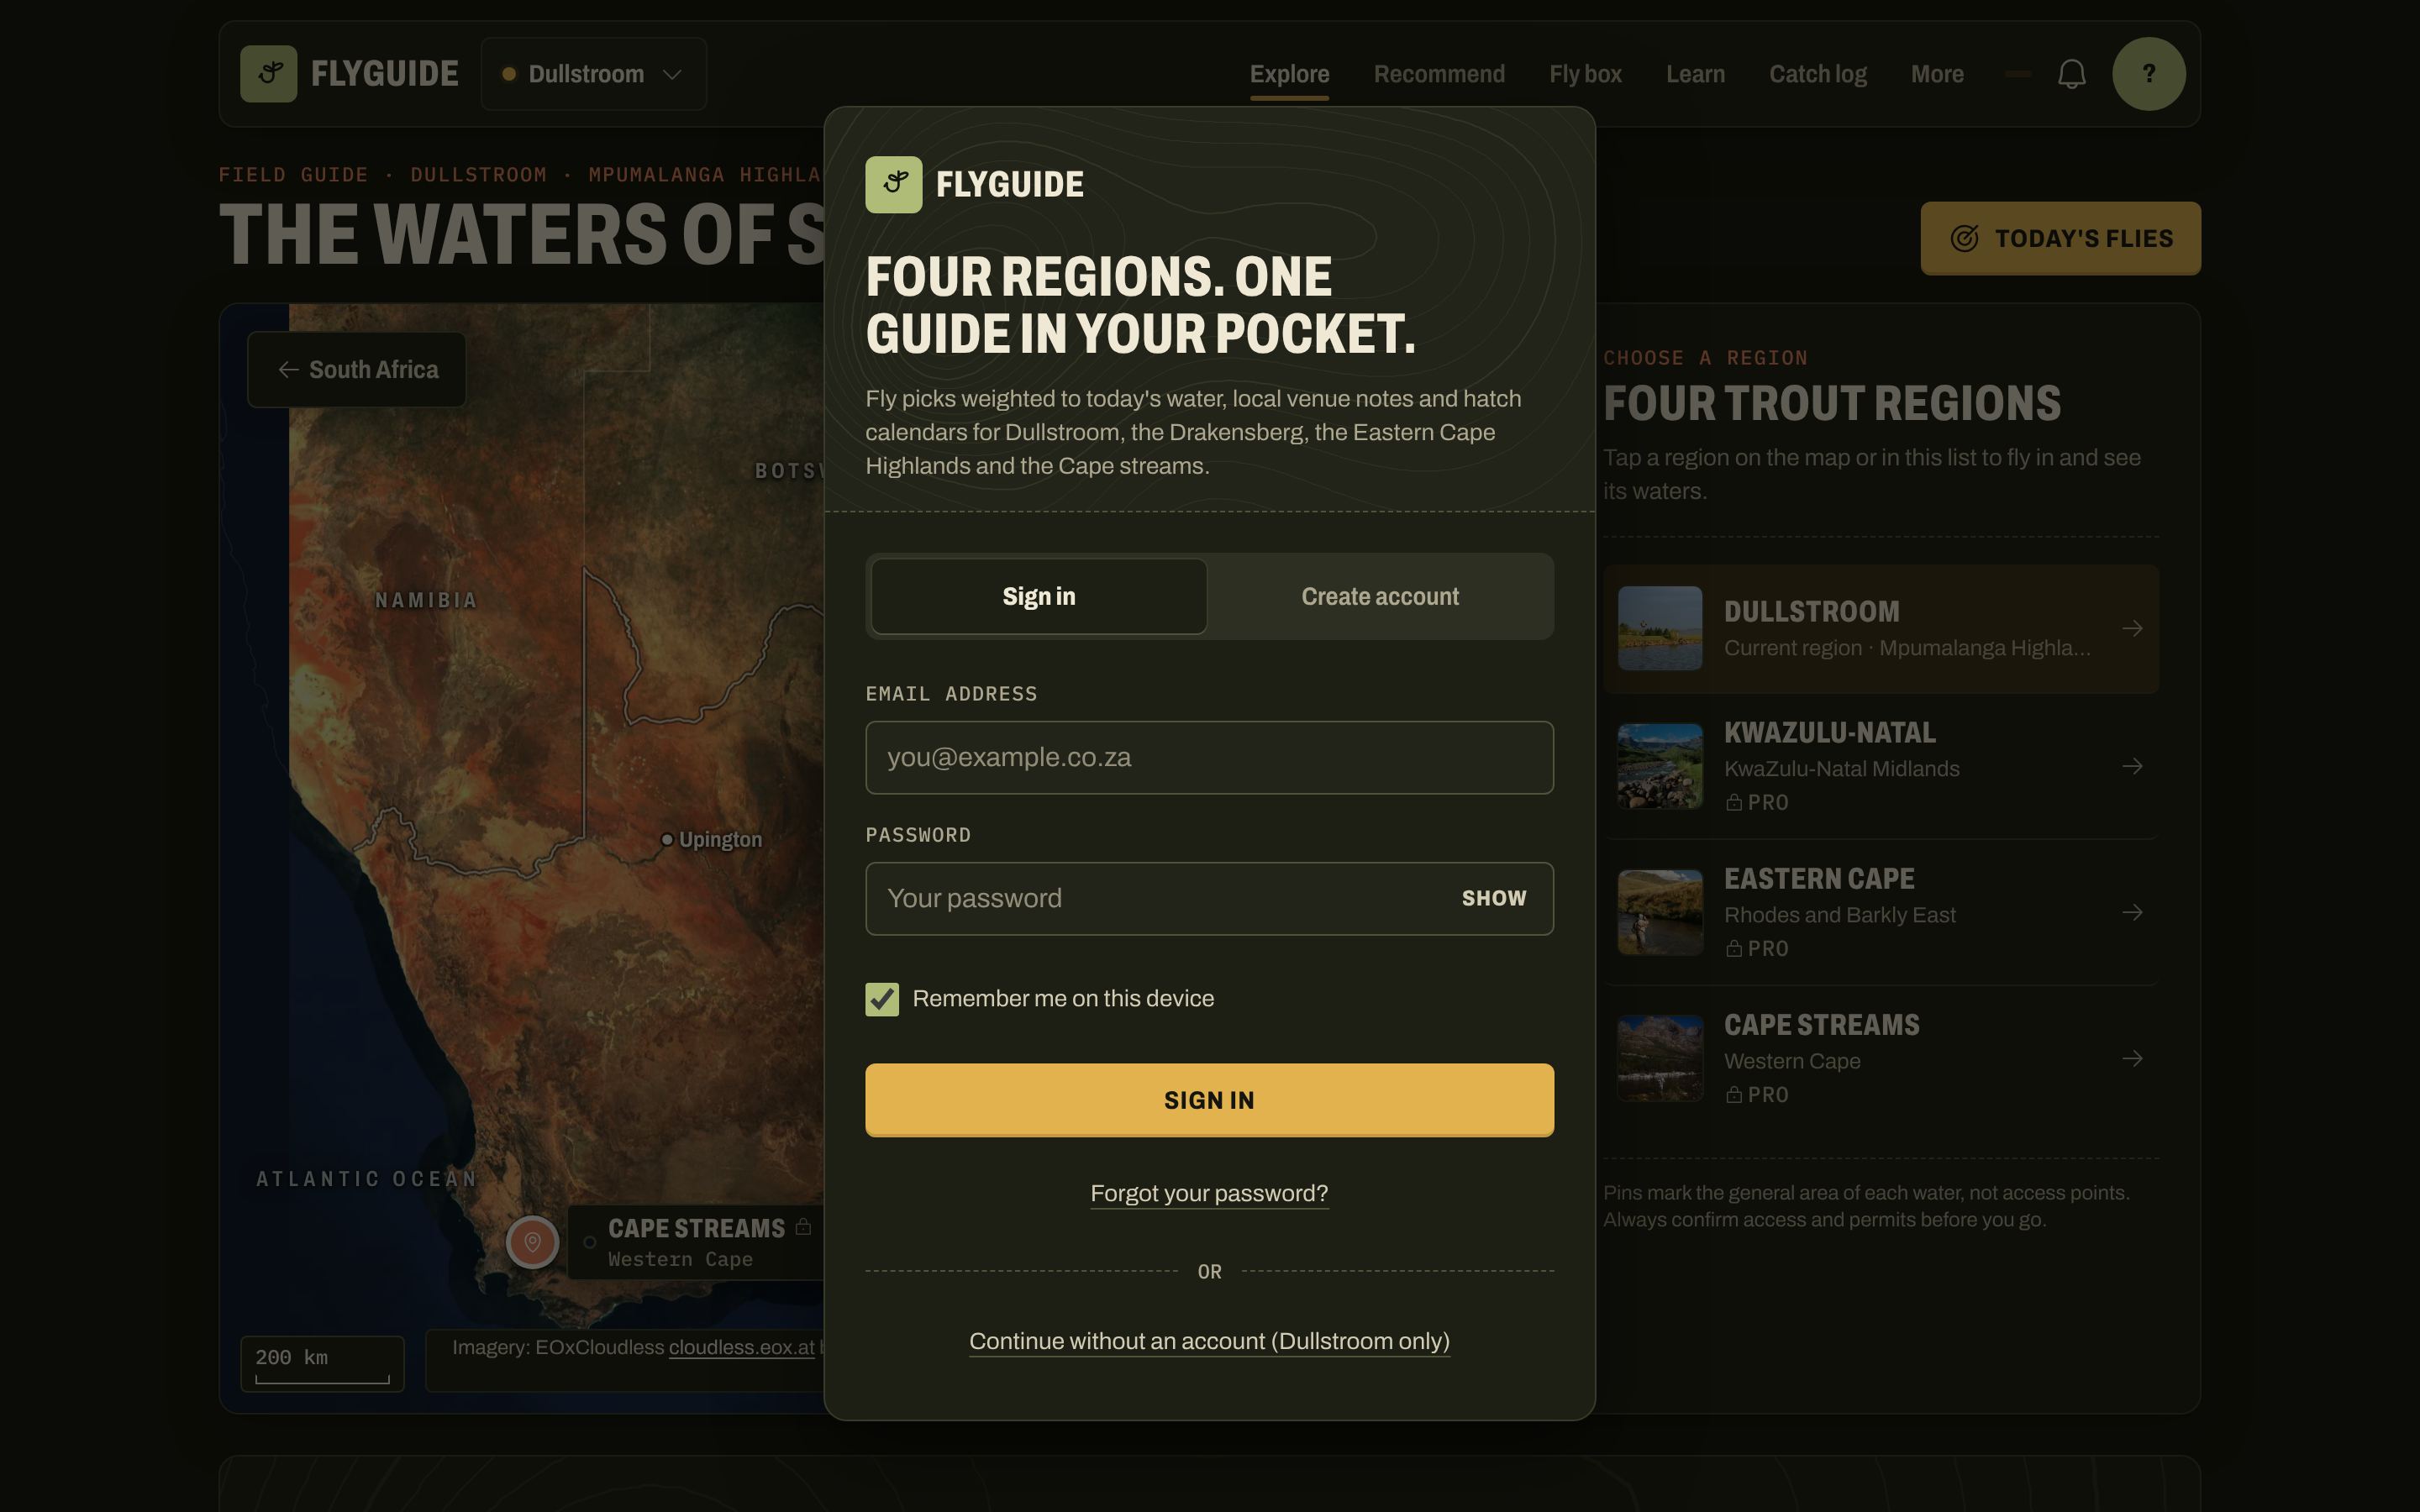 FLYGUIDE
Dullstroom
Explore
Recommend
Fly box
Learn
Catch log
More
?
FIELD GUIDE · DULLSTROOM · MPUMALANGA
THE WATERS OF
TODAY'S FLIES
South Africa
NAMIBIA
Upington
ATLANTIC OCEAN
CAPE STREAMS
Western Cape
200 km
Imagery: EOxCloudless cloudless.eox.at
FLYGUIDE
FOUR REGIONS. ONE
GUIDE IN YOUR POCKET.
Fly picks weighted to today's water, local venue notes and hatch
calendars for Dullstroom, the Drakensberg, the Eastern Cape
Highlands and the Cape streams.
Sign in
Create account
EMAIL ADDRESS
you@example.co.za
PASSWORD
Your password
SHOW
Remember me on this device
SIGN IN
Forgot your password?
OR
Continue without an account (Dullstroom only)
CHOOSE A REGION
FOUR TROUT REGIONS
Tap a region on the map or in this list to fly in and see
its waters.
DULLSTROOM
Current region · Mpumalanga Highla...
KWAZULU-NATAL
KwaZulu-Natal Midlands
PRO
EASTERN CAPE
Rhodes and Barkly East
PRO
CAPE STREAMS
Western Cape
PRO
Pins mark the general area of each water, not access points.
Always confirm access and permits before you go.